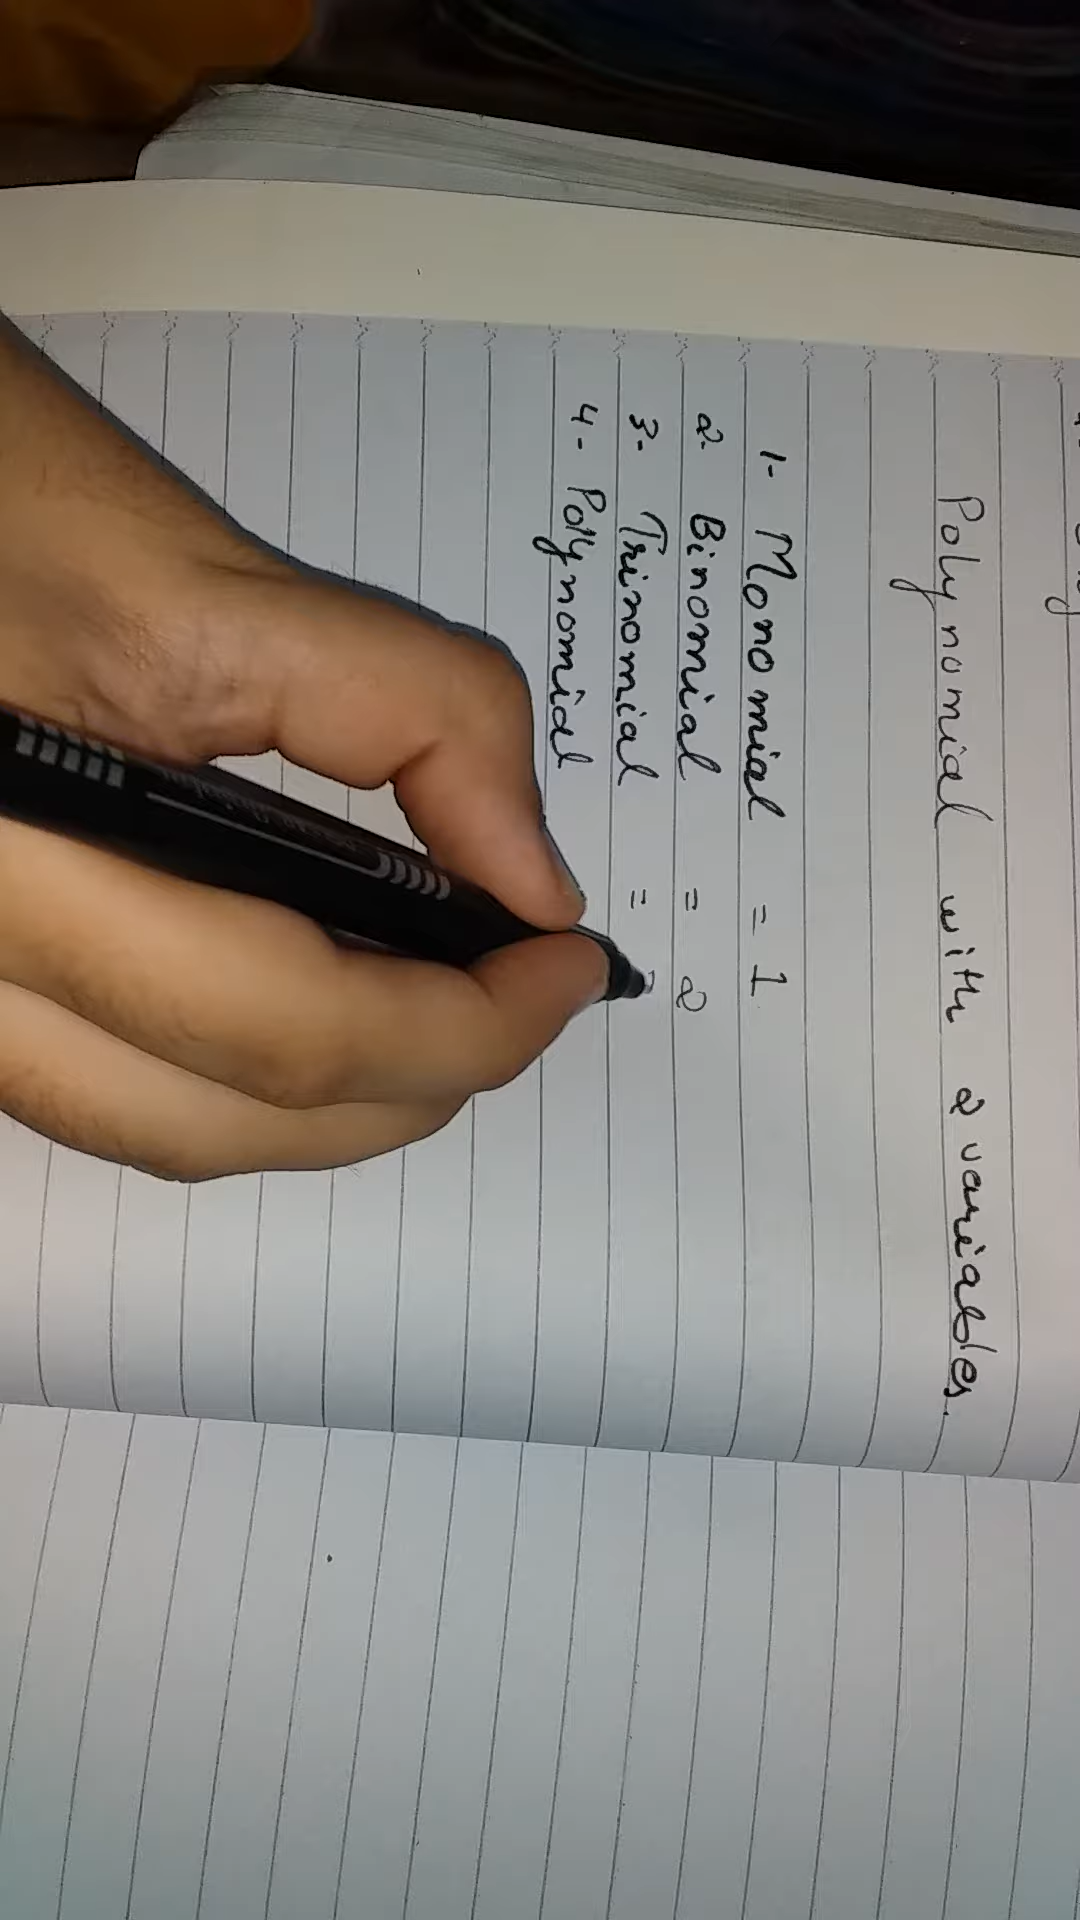 Polynomial with 2 variables.
1- Monomial = 1
2- Binomial = 2
3- Trinomial =
4- Polynomial